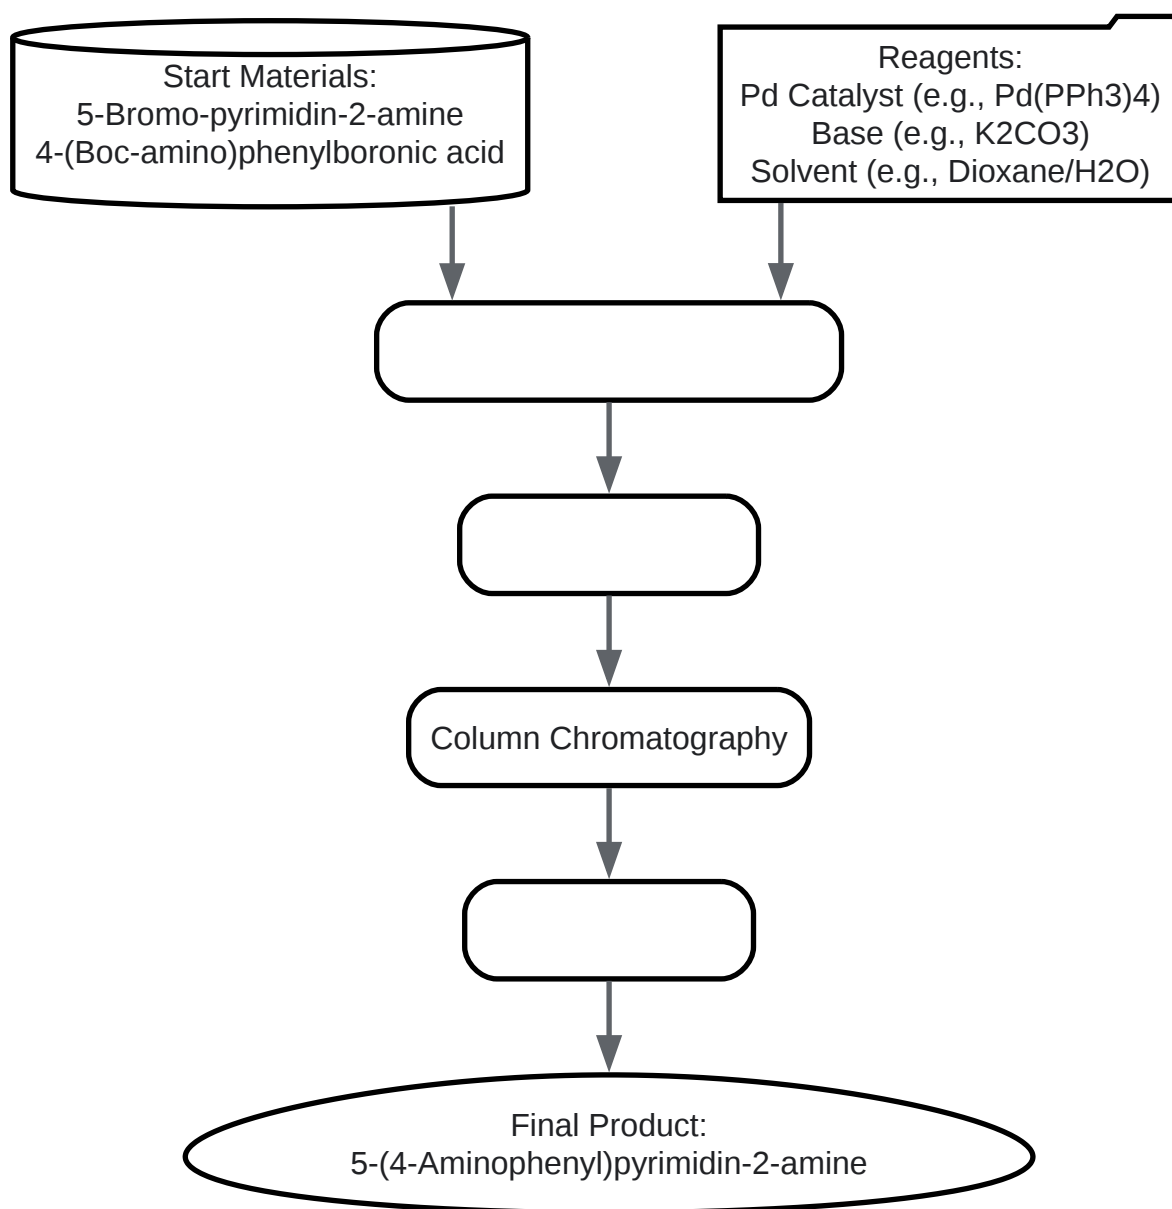 Start Materials:
5-Bromo-pyrimidin-2-amine
4-(Boc-amino)phenylboronic acid
Reagents:
Pd Catalyst (e.g., Pd(PPh3)4)
Base (e.g., K2CO3)
Solvent (e.g., Dioxane/H2O)
Column Chromatography
Final Product:
5-(4-Aminophenyl)pyrimidin-2-amine